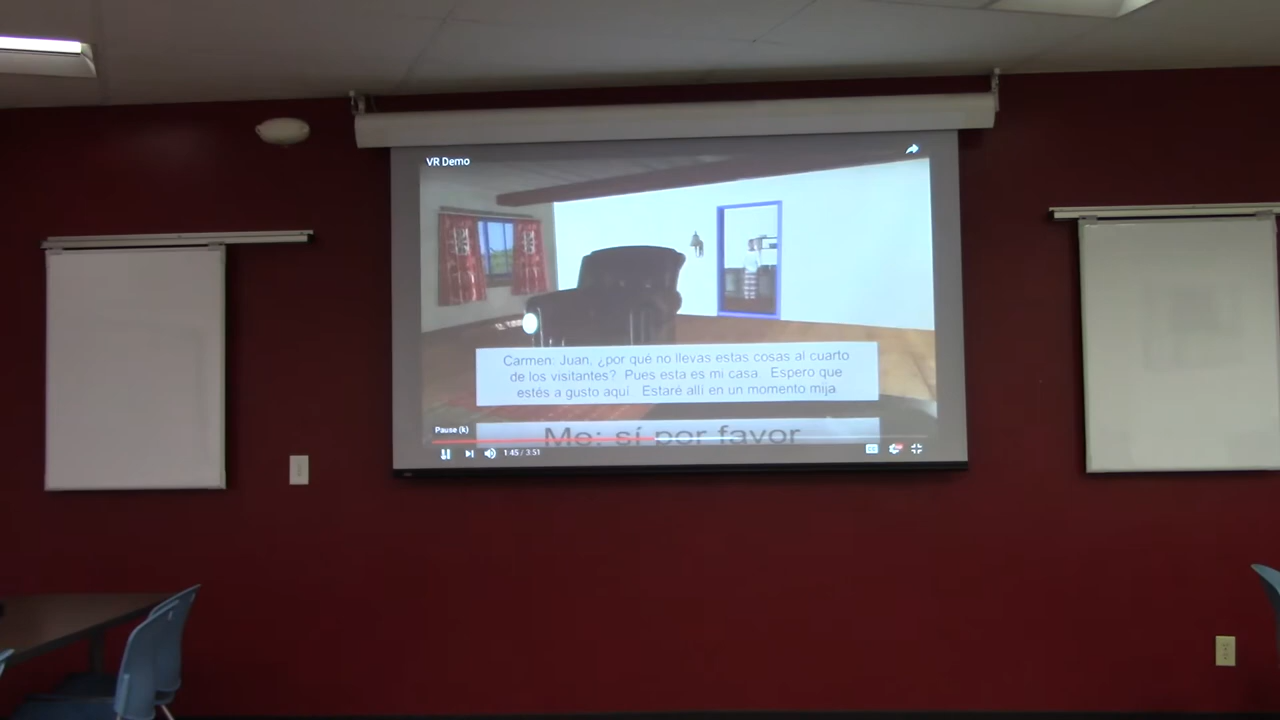 VR Demo
Carmen: Juan, ¿por qué no llevas estas cosas al cuarto
de los visitantes? Pues esta es mi casa. Espero que
estés a gusto aquí Estaré allí en un momento mija
Pause (k)
Me: sí por favor
1:45 / 3:51
CC